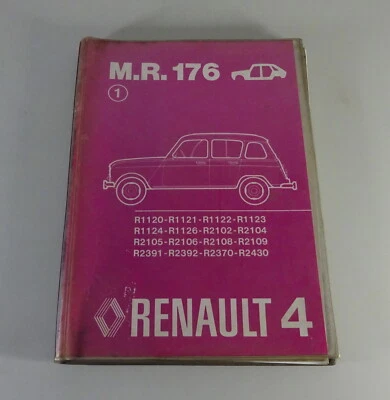 M.R. 176
1
R1120-R1121-R1122-R1123
R1124-R1126-R2102-R2104
R2105-R2106-R2108-R2109
R2391-R2392-R2370-R2430
RENAULT 4